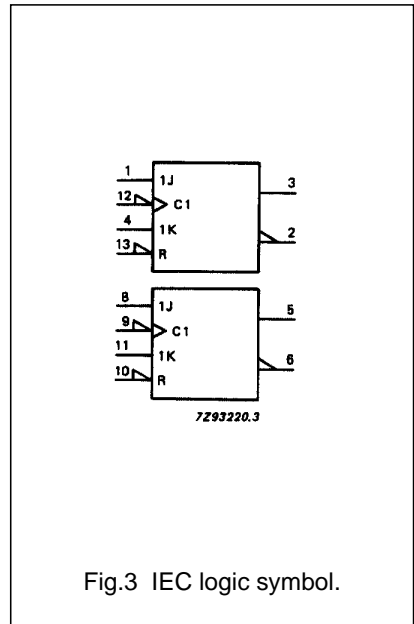 1 1J 3
12 C1
4 1K 2
13 R
8 1J 5
9 C1
11 1K 6
10 R
7Z93220.3
Fig.3 IEC logic symbol.